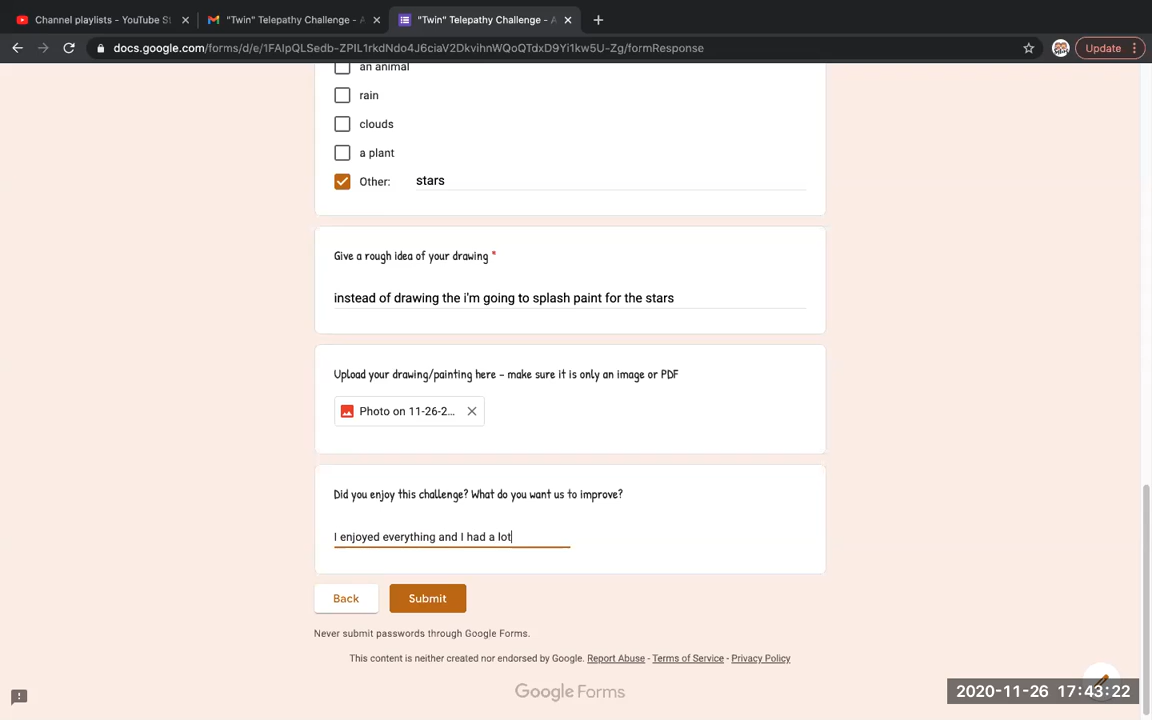 Channel playlists - YouTube St
"Twin" Telepathy Challenge - A
"Twin" Telepathy Challenge - A
docs.google.com/forms/d/e/1FAIpQLSedb-ZPIL1rkdNdo4J6ciaV2DkvihnWQoQTdxD9Yi1kw5U-Zg/formResponse
Update
an animal
rain
clouds
a plant
Other: stars
Give a rough idea of your drawing *
instead of drawing the i'm going to splash paint for the stars
Upload your drawing/painting here - make sure it is only an image or PDF
Photo on 11-26-2...
Did you enjoy this challenge? What do you want us to improve?
I enjoyed everything and I had a lot
Back
Submit
Never submit passwords through Google Forms.
This content is neither created nor endorsed by Google. Report Abuse - Terms of Service - Privacy Policy
Google Forms
2020-11-26 17:43:22